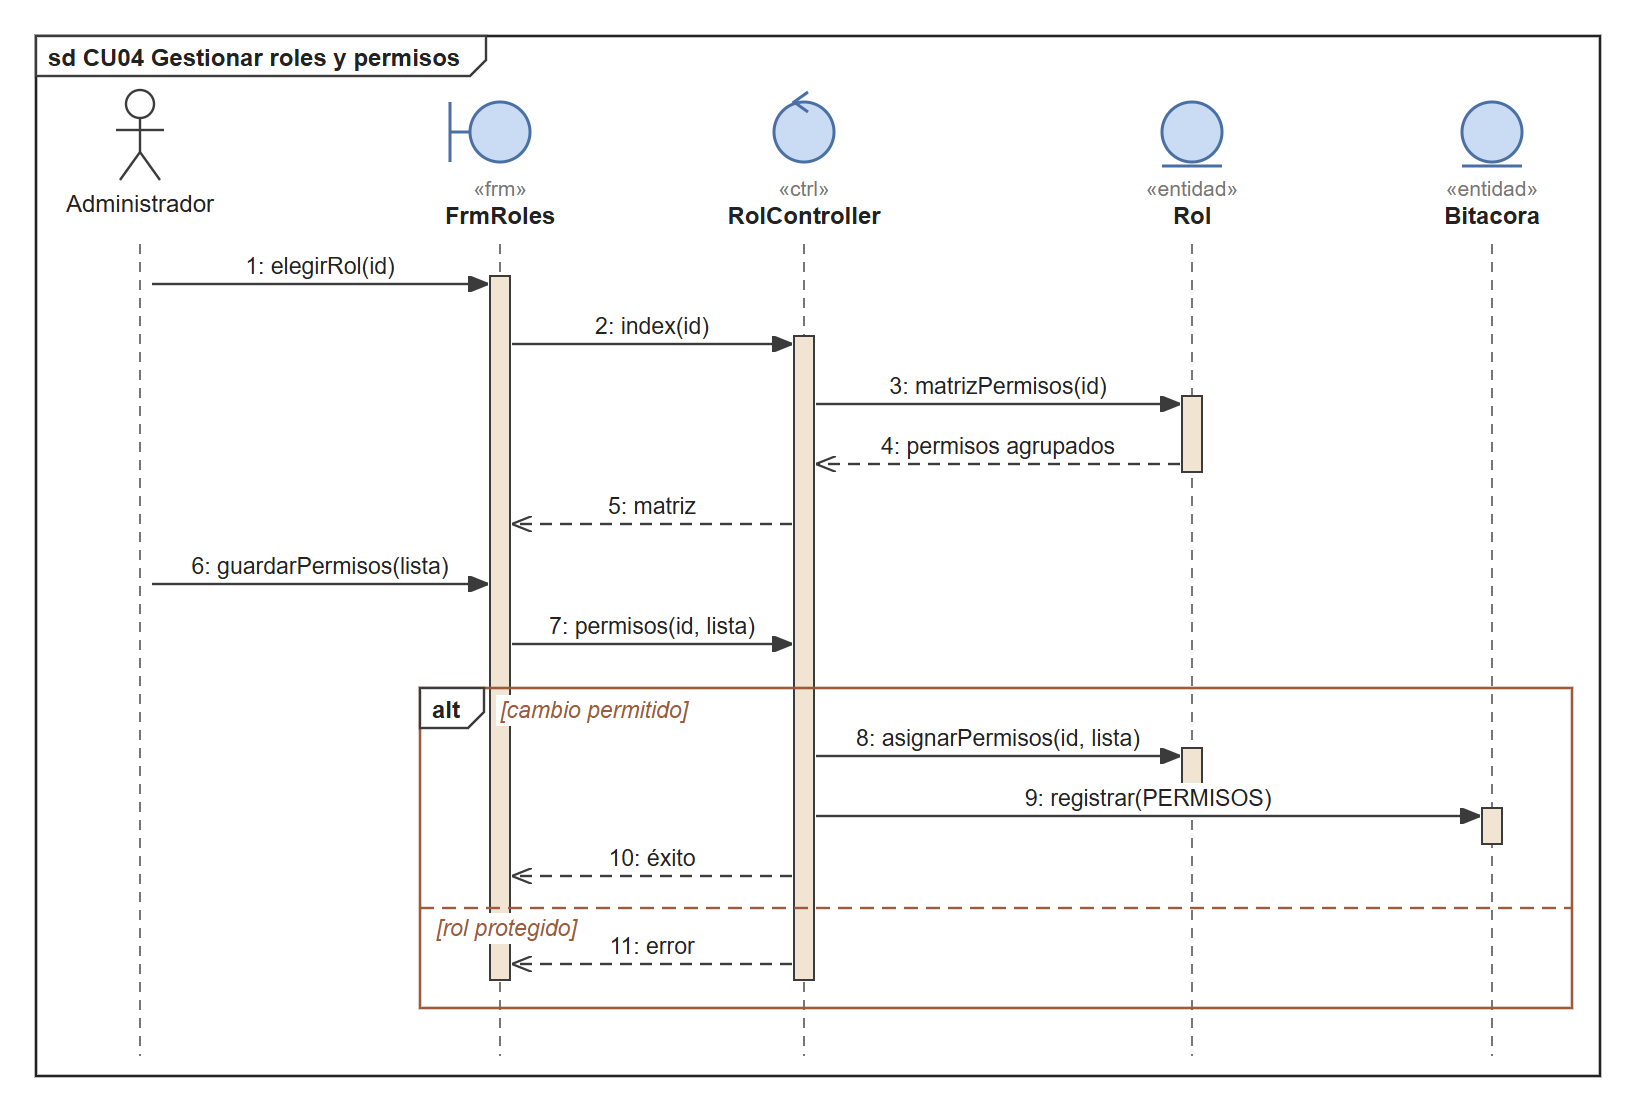 sd CU04 Gestionar roles y permisos
Administrador
«frm»
FrmRoles
«ctrl»
RolController
«entidad»
Rol
«entidad»
Bitacora
1: elegirRol(id)
2: index(id)
3: matrizPermisos(id)
4: permisos agrupados
5: matriz
6: guardarPermisos(lista)
7: permisos(id, lista)
alt
[cambio permitido]
8: asignarPermisos(id, lista)
9: registrar(PERMISOS)
10: éxito
[rol protegido]
11: error